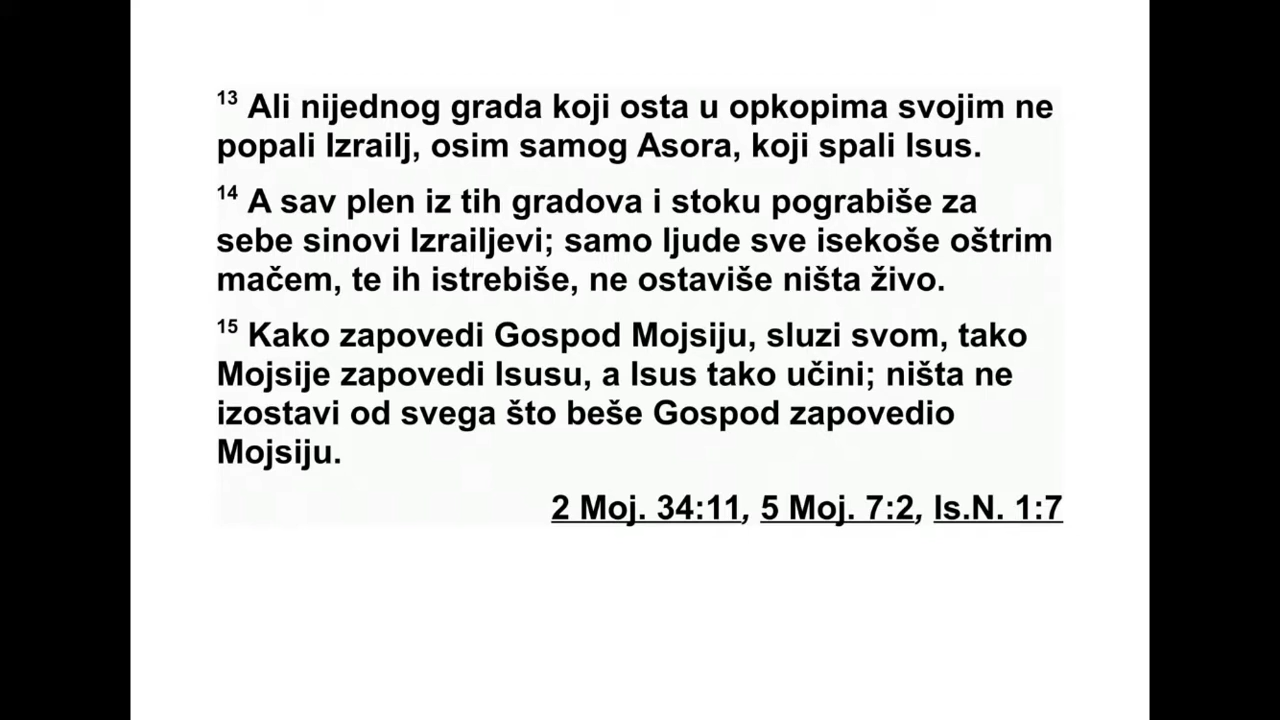 13 Ali nijednog grada koji osta u opkopima svojim ne
popali Izrailj, osim samog Asora, koji spali Isus.
14 A sav plen iz tih gradova i stoku pograbiše za
sebe sinovi Izrailjevi; samo ljude sve isekoše oštrim
mačem, te ih istrebiše, ne ostaviše ništa živo.
15 Kako zapovedi Gospod Mojsiju, sluzi svom, tako
Mojsije zapovedi Isusu, a Isus tako učini; ništa ne
izostavi od svega što beše Gospod zapovedio
Mojsiju.
2 Moj. 34:11, 5 Moj. 7:2, Is.N. 1:7